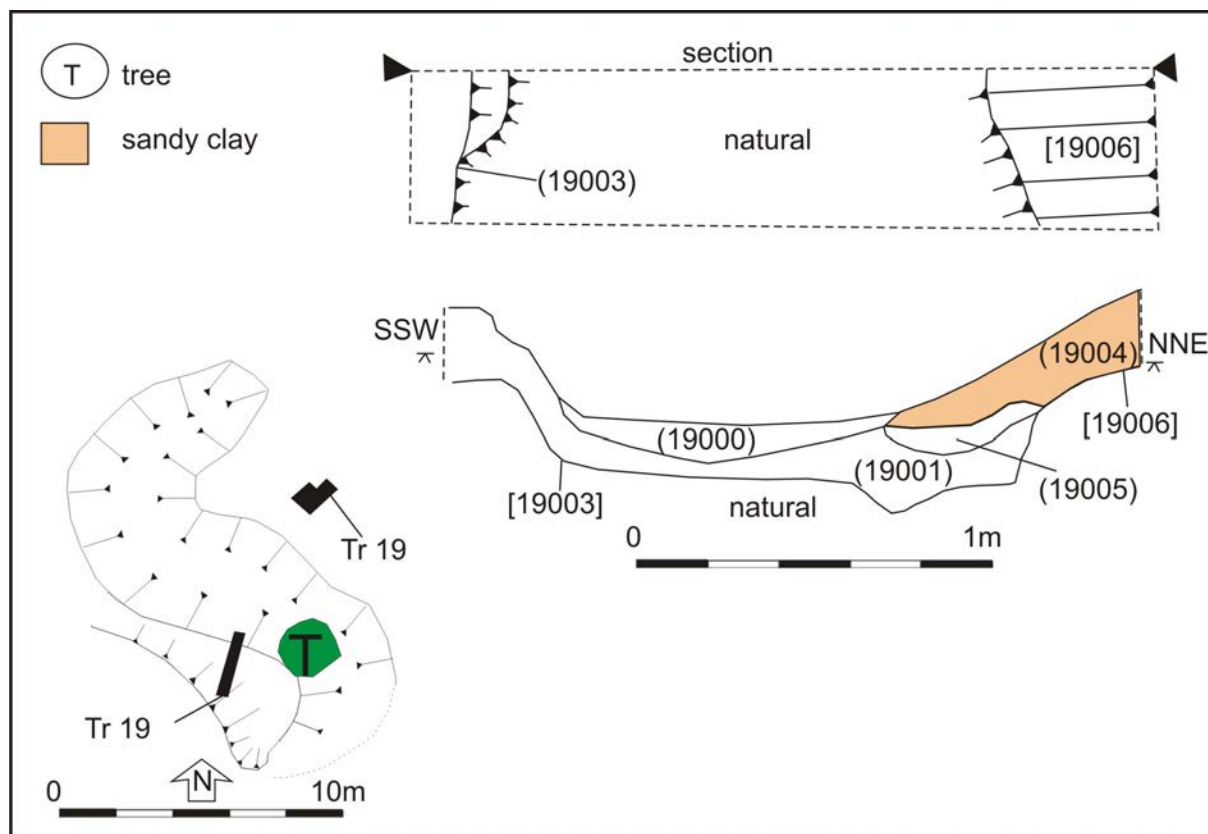 T tree
sandy clay
section
natural
[19006]
(19003)
SSW
NNE
(19004)
(19000)
[19006]
(19001)
(19005)
[19003]
natural
0 1m
Tr 19
T
Tr 19
N
0 10m